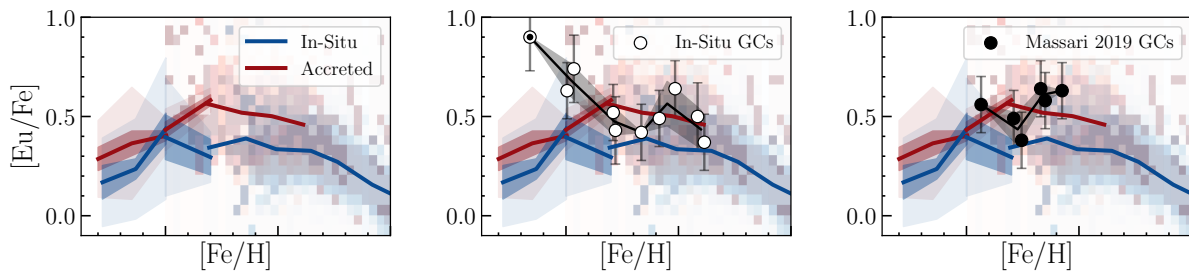 1.0
0.5
0.0
[Eu/Fe]
[Fe/H]
In-Situ
Accreted
1.0
0.5
0.0
[Fe/H]
In-Situ GCs
1.0
0.5
0.0
[Fe/H]
Massari 2019 GCs